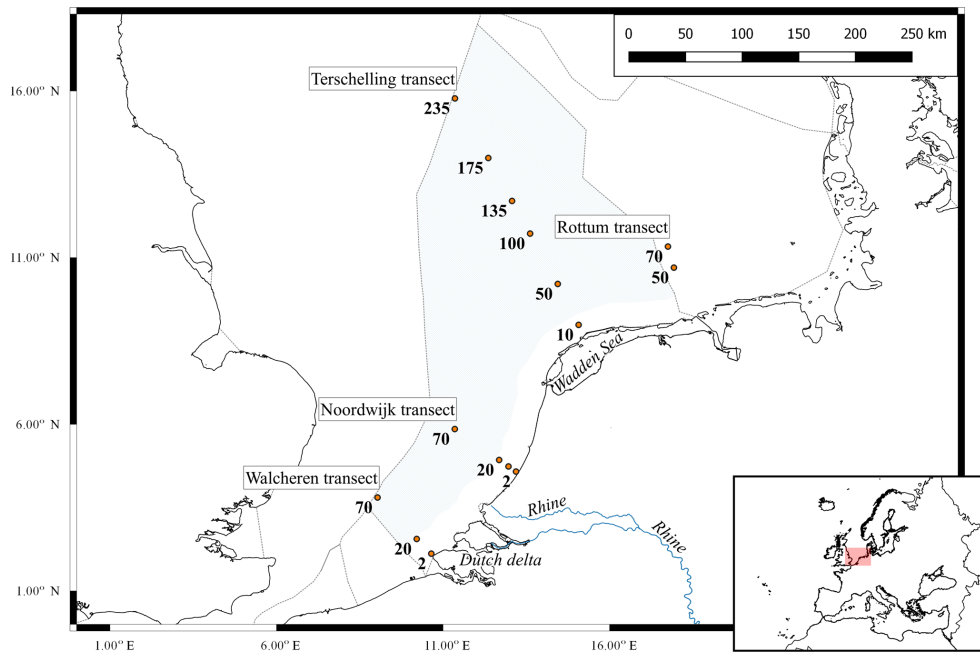 0 50 100 150 200 250 km
Terschelling transect
16.00° N
235
175
135
100
Rottum transect
70
50
11.00° N
50
10
Wadden Sea
Noordwijk transect
6.00° N
70
20
2
Walcheren transect
70
Rhine
Rhine
20
2
Dutch delta
1.00° N
1.00° E 6.00° E 11.00° E 16.00° E